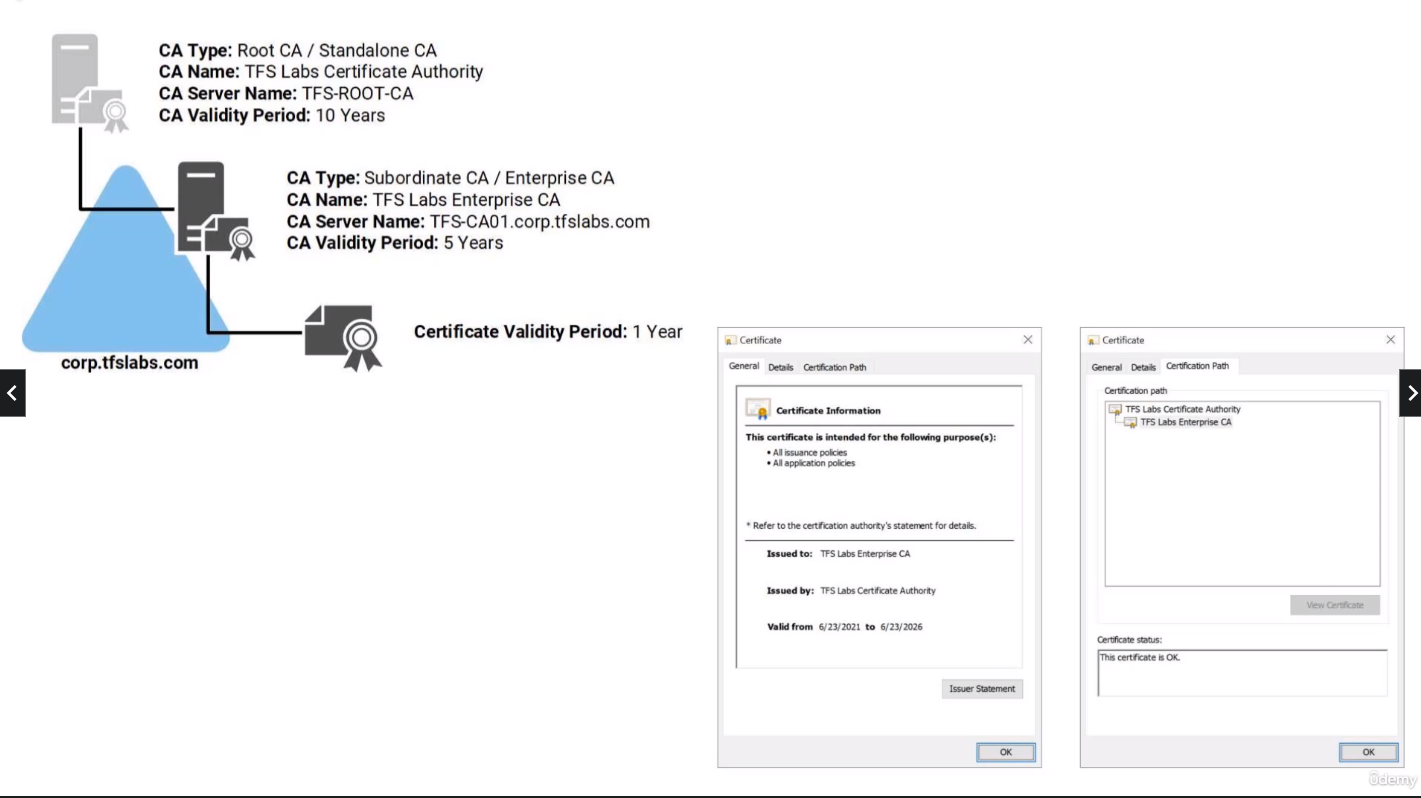 CA Type: Root CA / Standalone CA
CA Name: TFS Labs Certificate Authority
CA Server Name: TFS-ROOT-CA
CA Validity Period: 10 Years
CA Type: Subordinate CA / Enterprise CA
CA Name: TFS Labs Enterprise CA
CA Server Name: TFS-CA01.corp.tfslabs.com
CA Validity Period: 5 Years
Certificate Validity Period: 1 Year
corp.tfslabs.com
Certificate
General Details Certification Path
Certificate Information
This certificate is intended for the following purpose(s):
• All issuance policies
• All application policies
* Refer to the certification authority's statement for details.
Issued to: TFS Labs Enterprise CA
Issued by: TFS Labs Certificate Authority
Valid from 6/23/2021 to 6/23/2026
Issuer Statement
OK
Certificate
General Details Certification Path
Certification path
TFS Labs Certificate Authority
TFS Labs Enterprise CA
View Certificate
Certificate status:
This certificate is OK.
OK
ûdemy